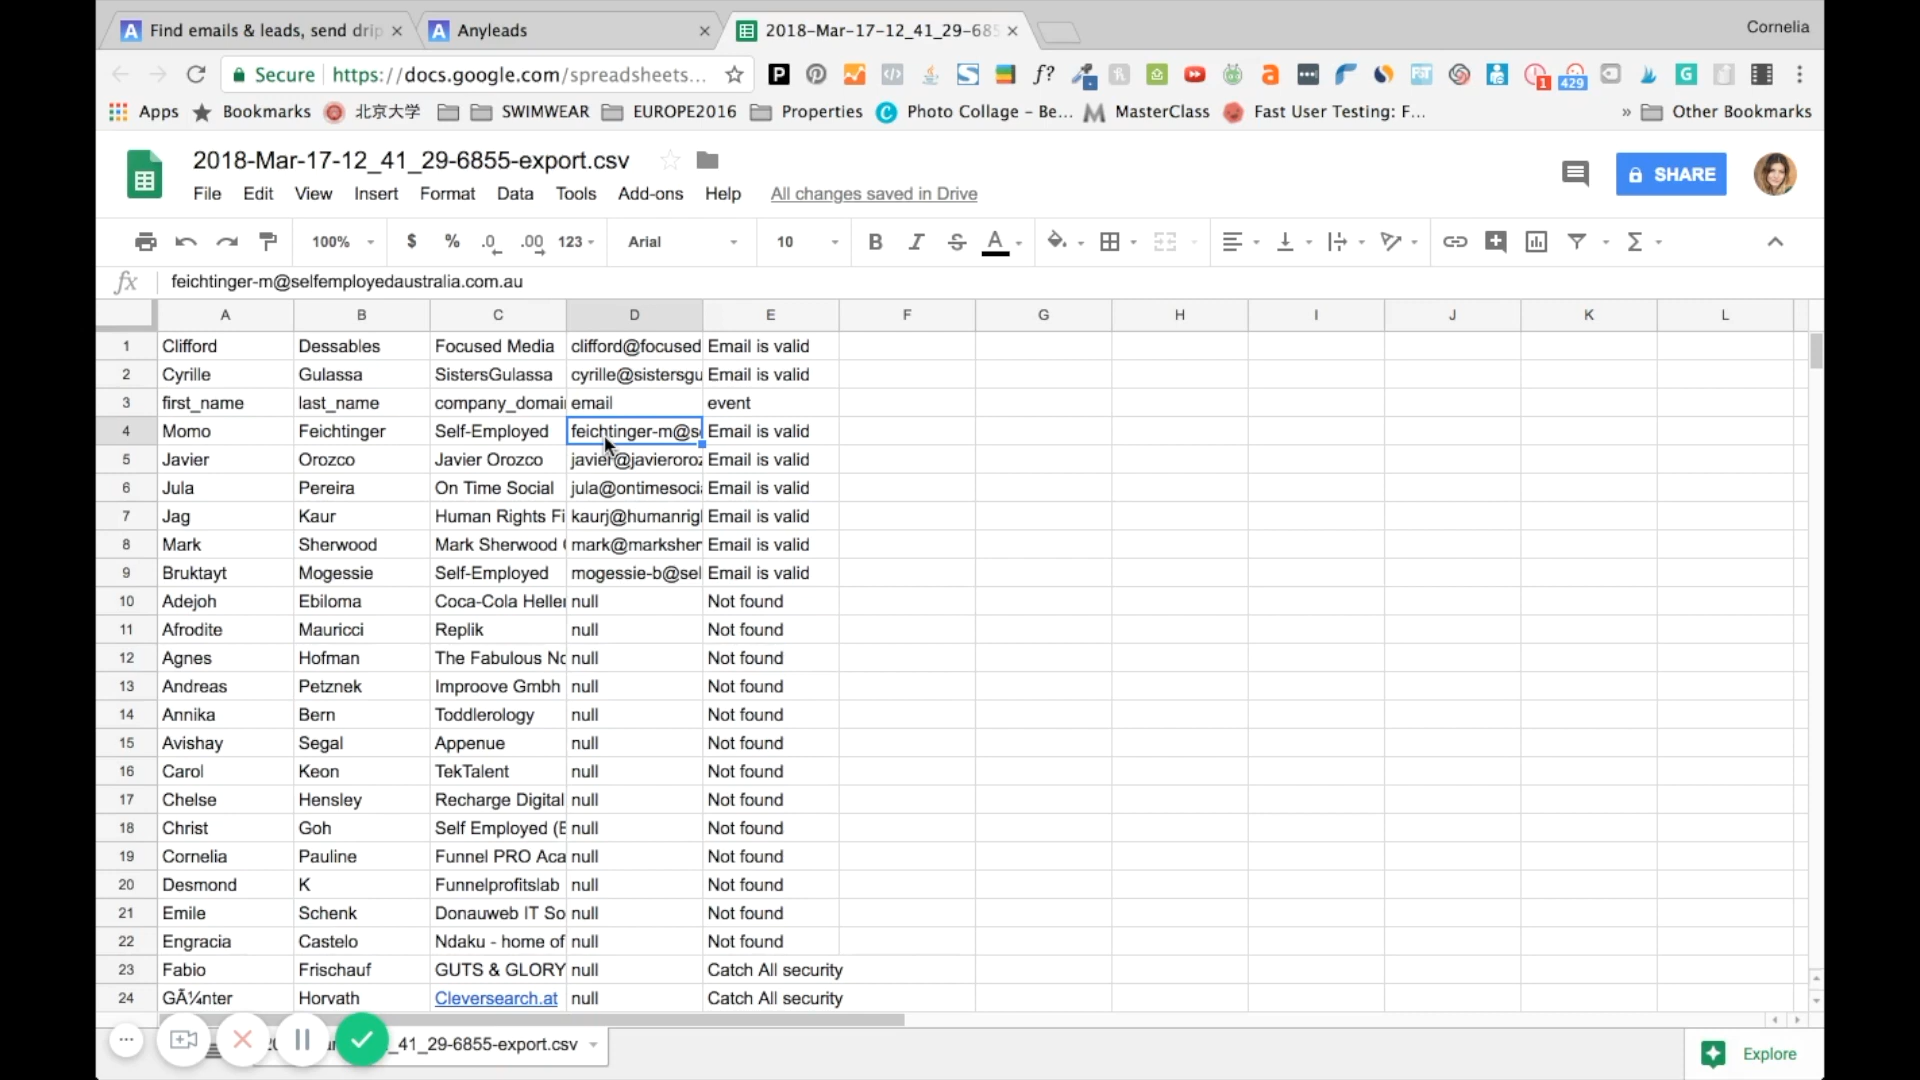 Find emails & leads, send drip
Anyleads
2018-Mar-17-12_41_29-685
Cornelia
Secure
https://docs.google.com/spreadsheets...
f?
1
429
Apps
Bookmarks
北京大学
SWIMWEAR
EUROPE2016
Properties
Photo Collage - Be...
MasterClass
Fast User Testing: F...
»
Other Bookmarks
2018-Mar-17-12_41_29-6855-export.csv
File Edit View Insert Format Data Tools Add-ons Help All changes saved in Drive
SHARE
100% $ % .0 .00 123 Arial 10 B I S A
fx feichtinger-m@selfemployedaustralia.com.au
A B C D E F G H I J K L
1 Clifford Dessables Focused Media clifford@focused Email is valid
2 Cyrille Gulassa SistersGulassa cyrille@sistersgu Email is valid
3 first_name last_name company_domai email event
4 Momo Feichtinger Self-Employed feichtinger-m@se Email is valid
5 Javier Orozco Javier Orozco javier@javieroroz Email is valid
6 Jula Pereira On Time Social jula@ontimesoci Email is valid
7 Jag Kaur Human Rights Fi kaurj@humanrig Email is valid
8 Mark Sherwood Mark Sherwood mark@marksher Email is valid
9 Bruktayt Mogessie Self-Employed mogessie-b@sel Email is valid
10 Adejoh Ebiloma Coca-Cola Helle null Not found
11 Afrodite Mauricci Replik null Not found
12 Agnes Hofman The Fabulous No null Not found
13 Andreas Petznek Improove Gmbh null Not found
14 Annika Bern Toddlerology null Not found
15 Avishay Segal Appenue null Not found
16 Carol Keon TekTalent null Not found
17 Chelse Hensley Recharge Digital null Not found
18 Christ Goh Self Employed (E null Not found
19 Cornelia Pauline Funnel PRO Aca null Not found
20 Desmond K Funnelprofitslab null Not found
21 Emile Schenk Donauweb IT So null Not found
22 Engracia Castelo Ndaku - home of null Not found
23 Fabio Frischauf GUTS & GLORY null Catch All security
24 GÃ¼nter Horvath Cleversearch.at null Catch All security
_41_29-6855-export.csv
Explore